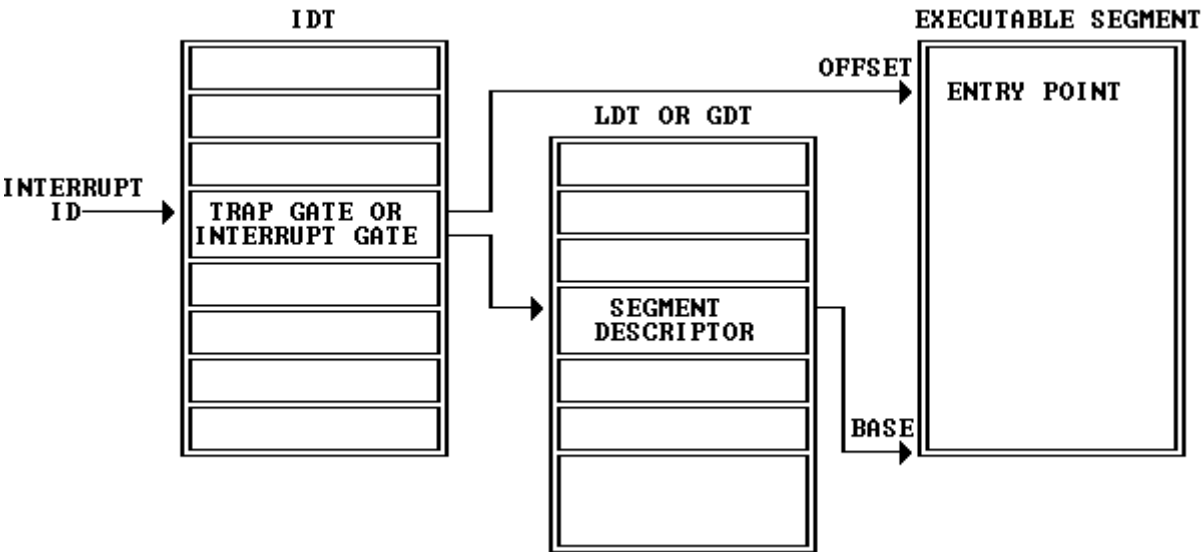 IDT
EXECUTABLE SEGMENT
OFFSET
ENTRY POINT
LDT OR GDT
INTERRUPT
ID
TRAP GATE OR
INTERRUPT GATE
SEGMENT
DESCRIPTOR
BASE